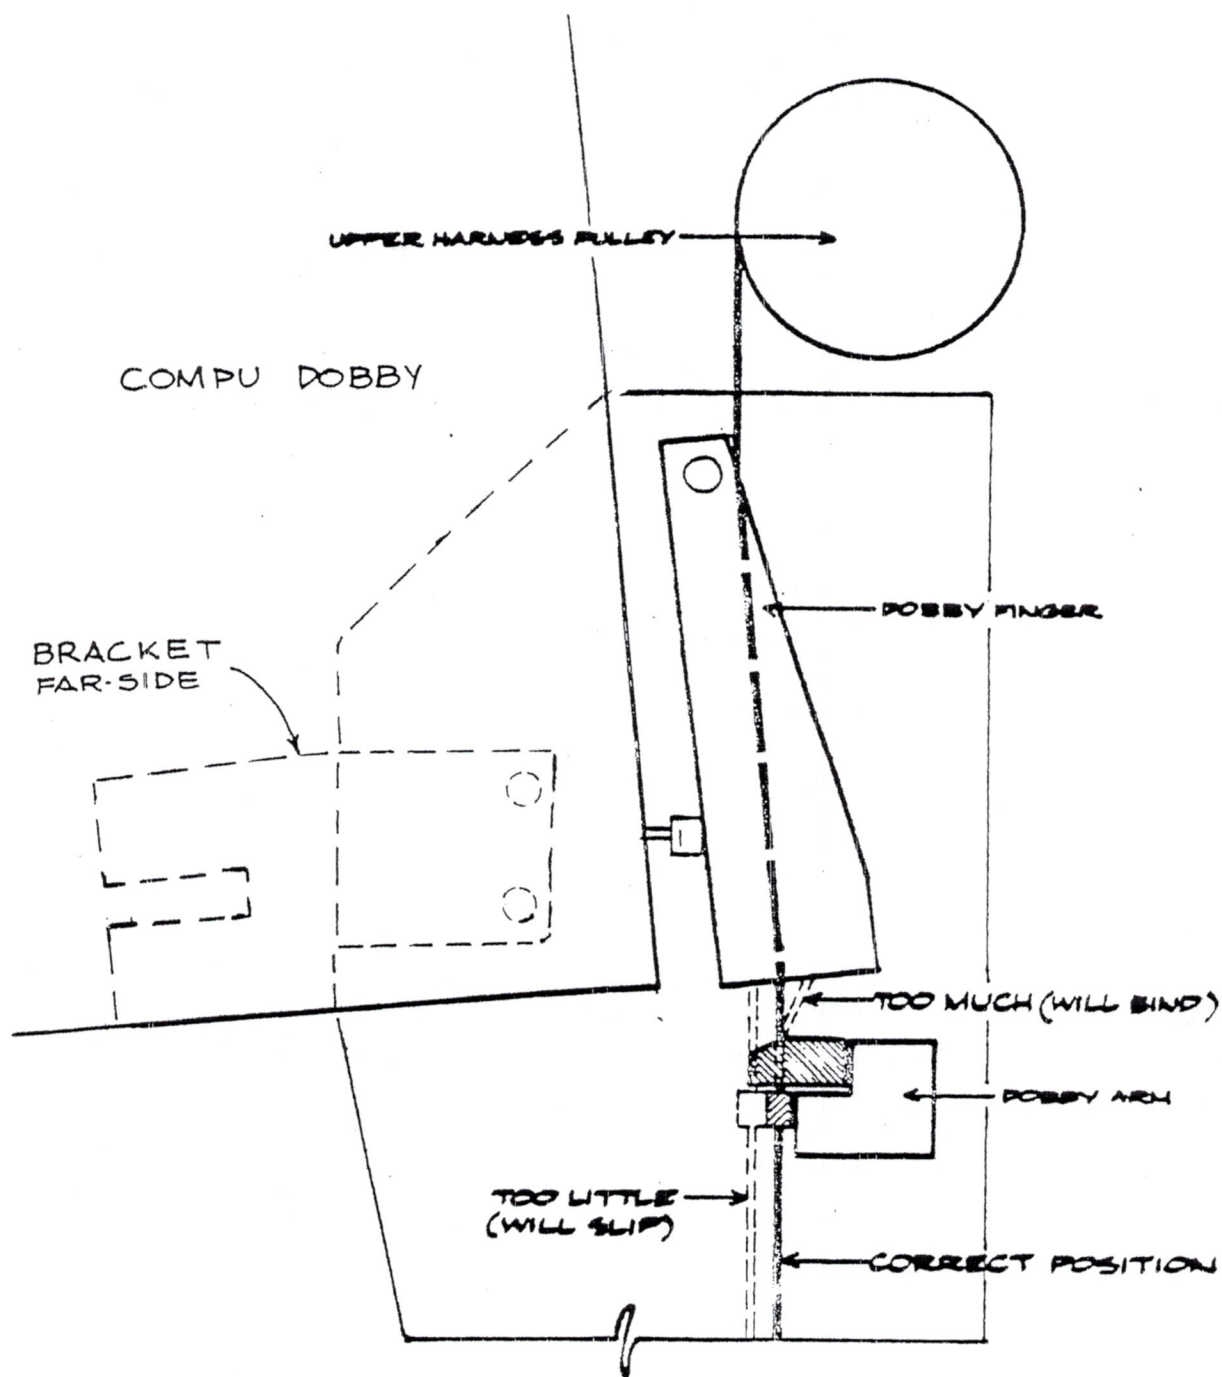 UPPER HARNESS PULLEY
COMPU DOBBY
DOBBY FINGER
BRACKET
FAR-SIDE
TOO MUCH (WILL BIND)
DOBBY ARM
TOO LITTLE
(WILL SLIP)
CORRECT POSITION